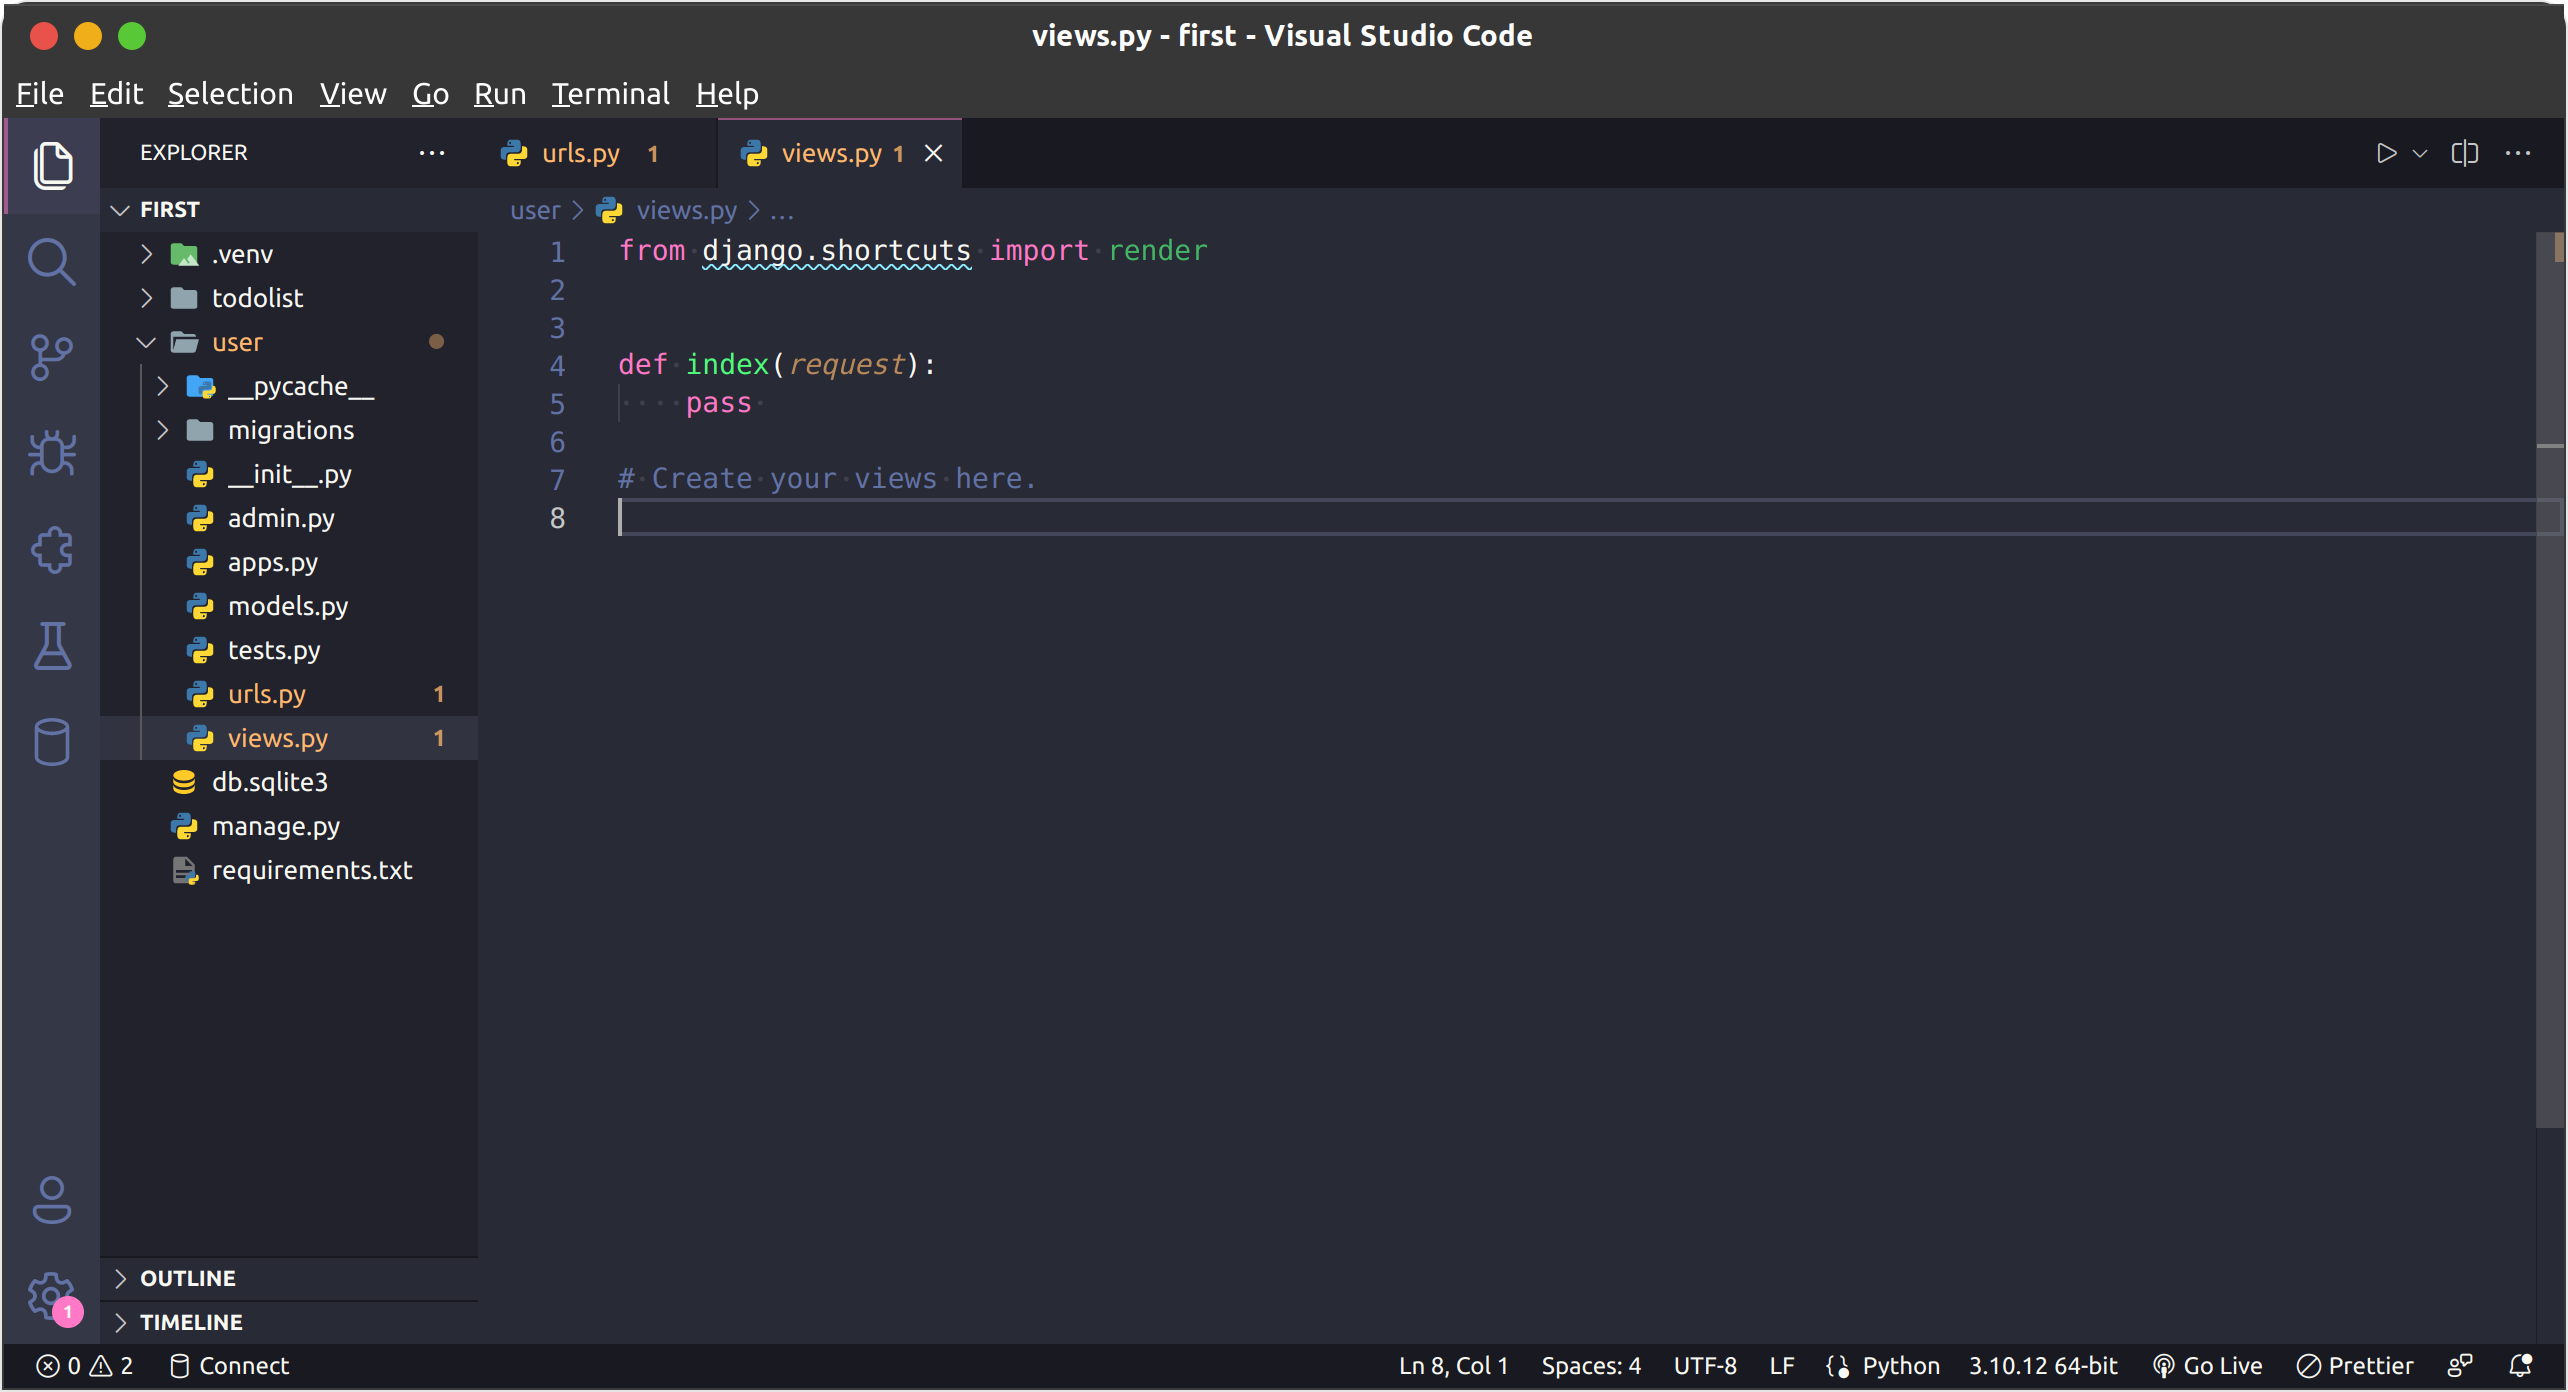 views.py - first - Visual Studio Code
File Edit Selection View Go Run Terminal Help
EXPLORER
FIRST
.venv
todolist
user
__pycache__
migrations
__init__.py
admin.py
apps.py
models.py
tests.py
urls.py 1
views.py 1
db.sqlite3
manage.py
requirements.txt
OUTLINE
TIMELINE
1
urls.py 1
views.py 1
user > views.py > ...
1 from django.shortcuts import render
2
3
4 def index(request):
5 pass
6
7 # Create your views here.
8
0 2 Connect
Ln 8, Col 1 Spaces: 4 UTF-8 LF Python 3.10.12 64-bit Go Live Prettier